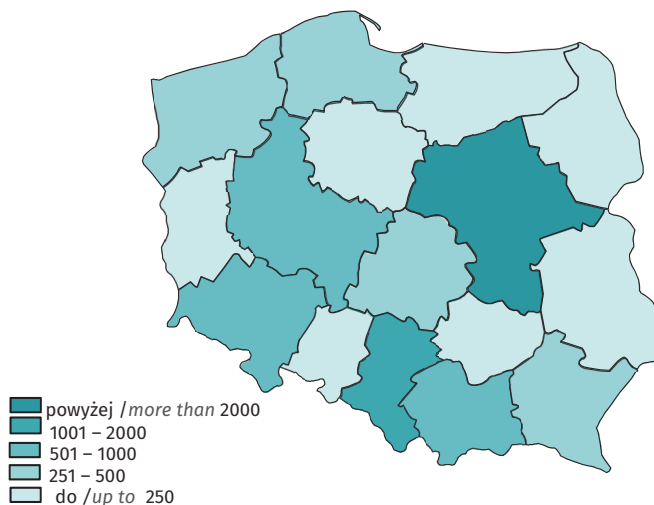 powyżej /more than 2000
1001 – 2000
501 – 1000
251 – 500
do /up to 250